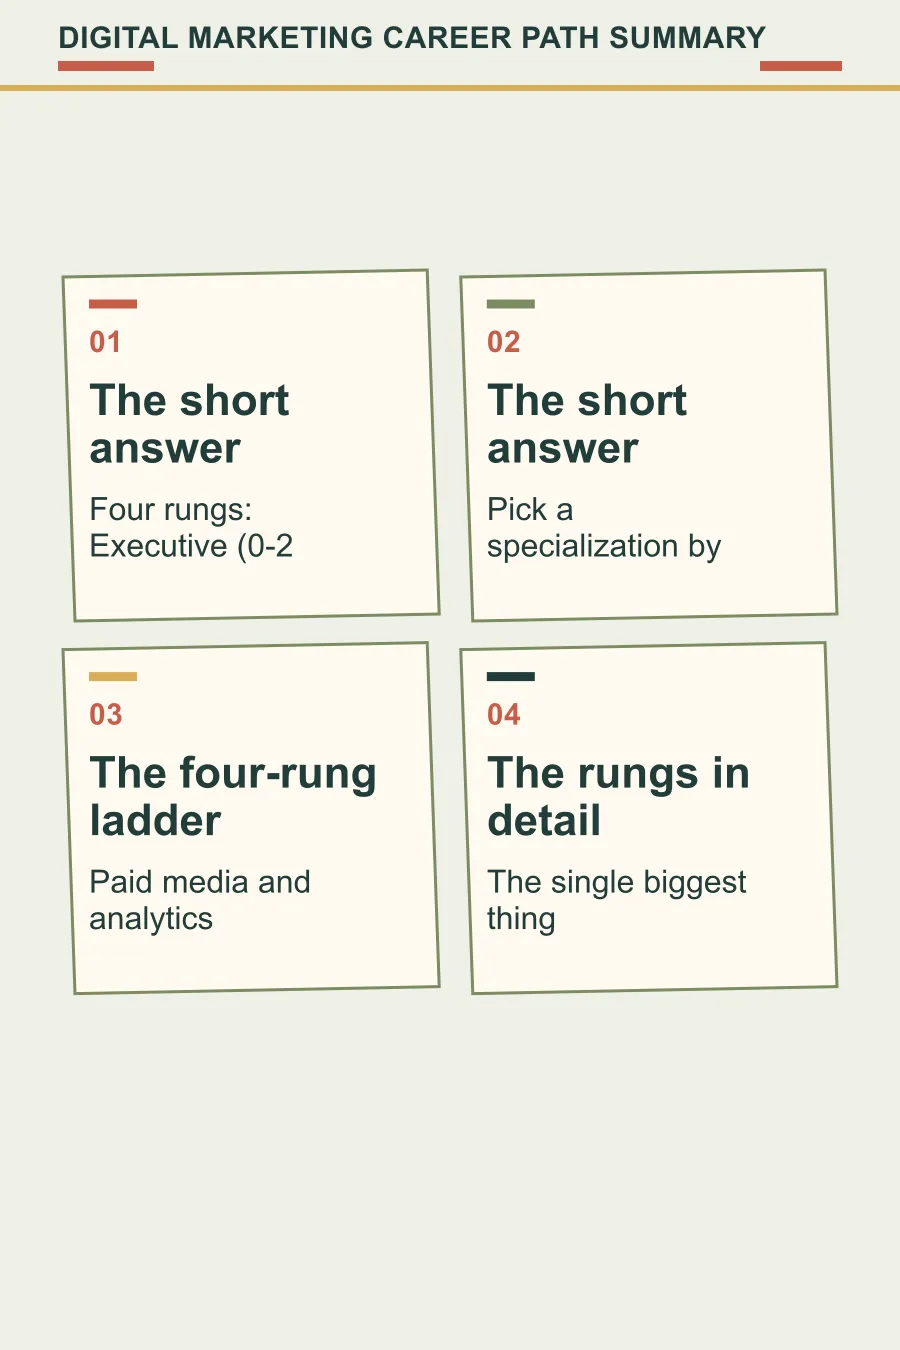 DIGITAL MARKETING CAREER PATH SUMMARY
01
The short
answer
Four rungs:
Executive (0-2
02
The short
answer
Pick a
specialization by
03
The four-rung
ladder
Paid media and
analytics
04
The rungs in
detail
The single biggest
thing